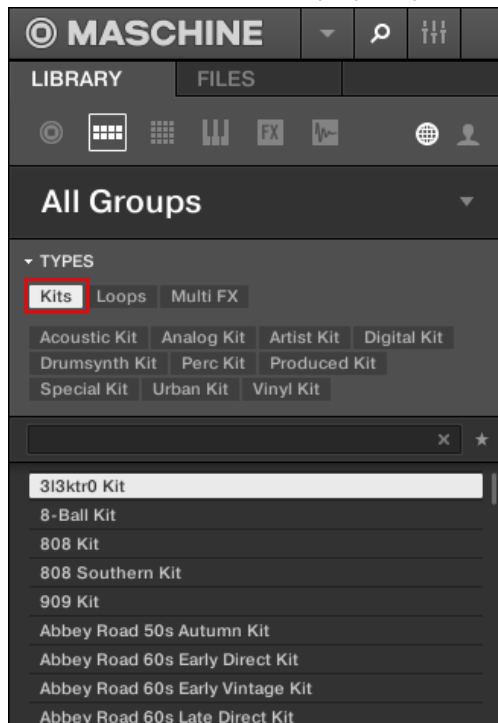 MASCHINE
LIBRARY FILES
FX
All Groups
TYPES
Kits Loops Multi FX
Acoustic Kit Analog Kit Artist Kit Digital Kit
Drumsynth Kit Perc Kit Produced Kit
Special Kit Urban Kit Vinyl Kit
3l3ktr0 Kit
8-Ball Kit
808 Kit
808 Southern Kit
909 Kit
Abbey Road 50s Autumn Kit
Abbey Road 60s Early Direct Kit
Abbey Road 60s Early Vintage Kit
Abbey Road 60s Late Direct Kit